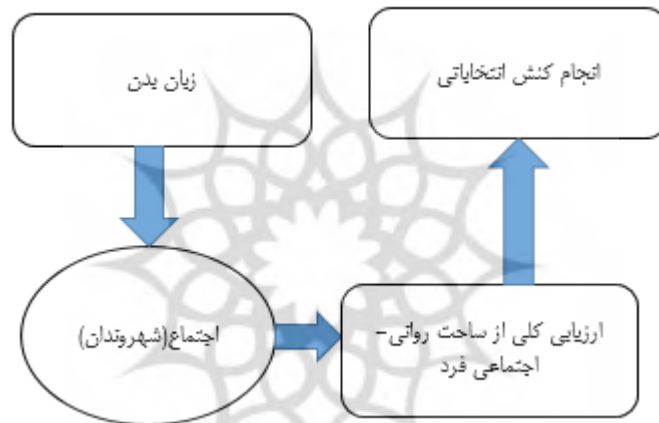 زبان بدن
انجام کنش انتخاباتی
اجتماع(شهروندان)
ارزیابی کلی از ساحت روانی-
اجتماعی فرد